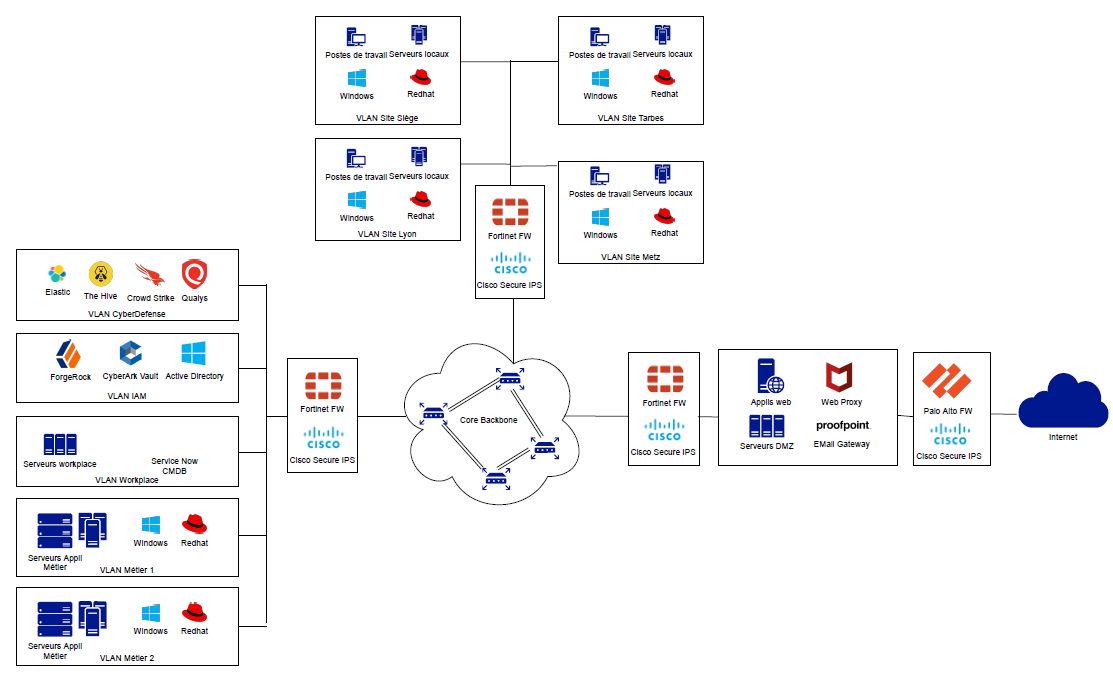 Postes de travail Serveurs locaux
Windows
Redhat
VLAN Site Siège
Postes de travail Serveurs locaux
Windows
Redhat
VLAN Site Tarbes
Postes de travail Serveurs locaux
Windows
Redhat
VLAN Site Lyon
Postes de travail Serveurs locaux
Windows
Redhat
VLAN Site Metz
Fortinet FW
CISCO
Cisco Secure IPS
Elastic
The Hive
Crowd Strike
Qualys
VLAN CyberDefense
ForgeRock
CyberArk Vault
Active Directory
VLAN IAM
Serveurs workplace
Service Now
CMDB
VLAN Workplace
Serveurs Appli
Métier
Windows
Redhat
VLAN Métier 1
Serveurs Appli
Métier
Windows
Redhat
VLAN Métier 2
Fortinet FW
CISCO
Cisco Secure IPS
Core Backbone
Fortinet FW
CISCO
Cisco Secure IPS
Applis web
Web Proxy
Serveurs DMZ
proofpoint.
EMail Gateway
Palo Alto FW
CISCO
Cisco Secure IPS
Internet